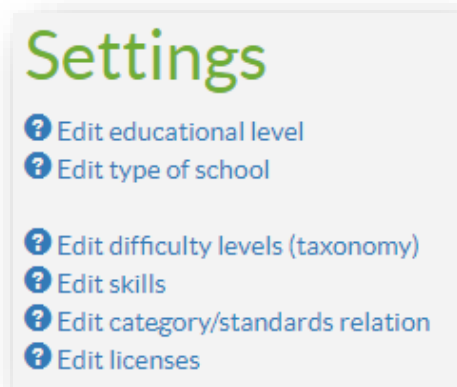 Settings
Edit educational level
Edit type of school
Edit difficulty levels (taxonomy)
Edit skills
Edit category/standards relation
Edit licenses